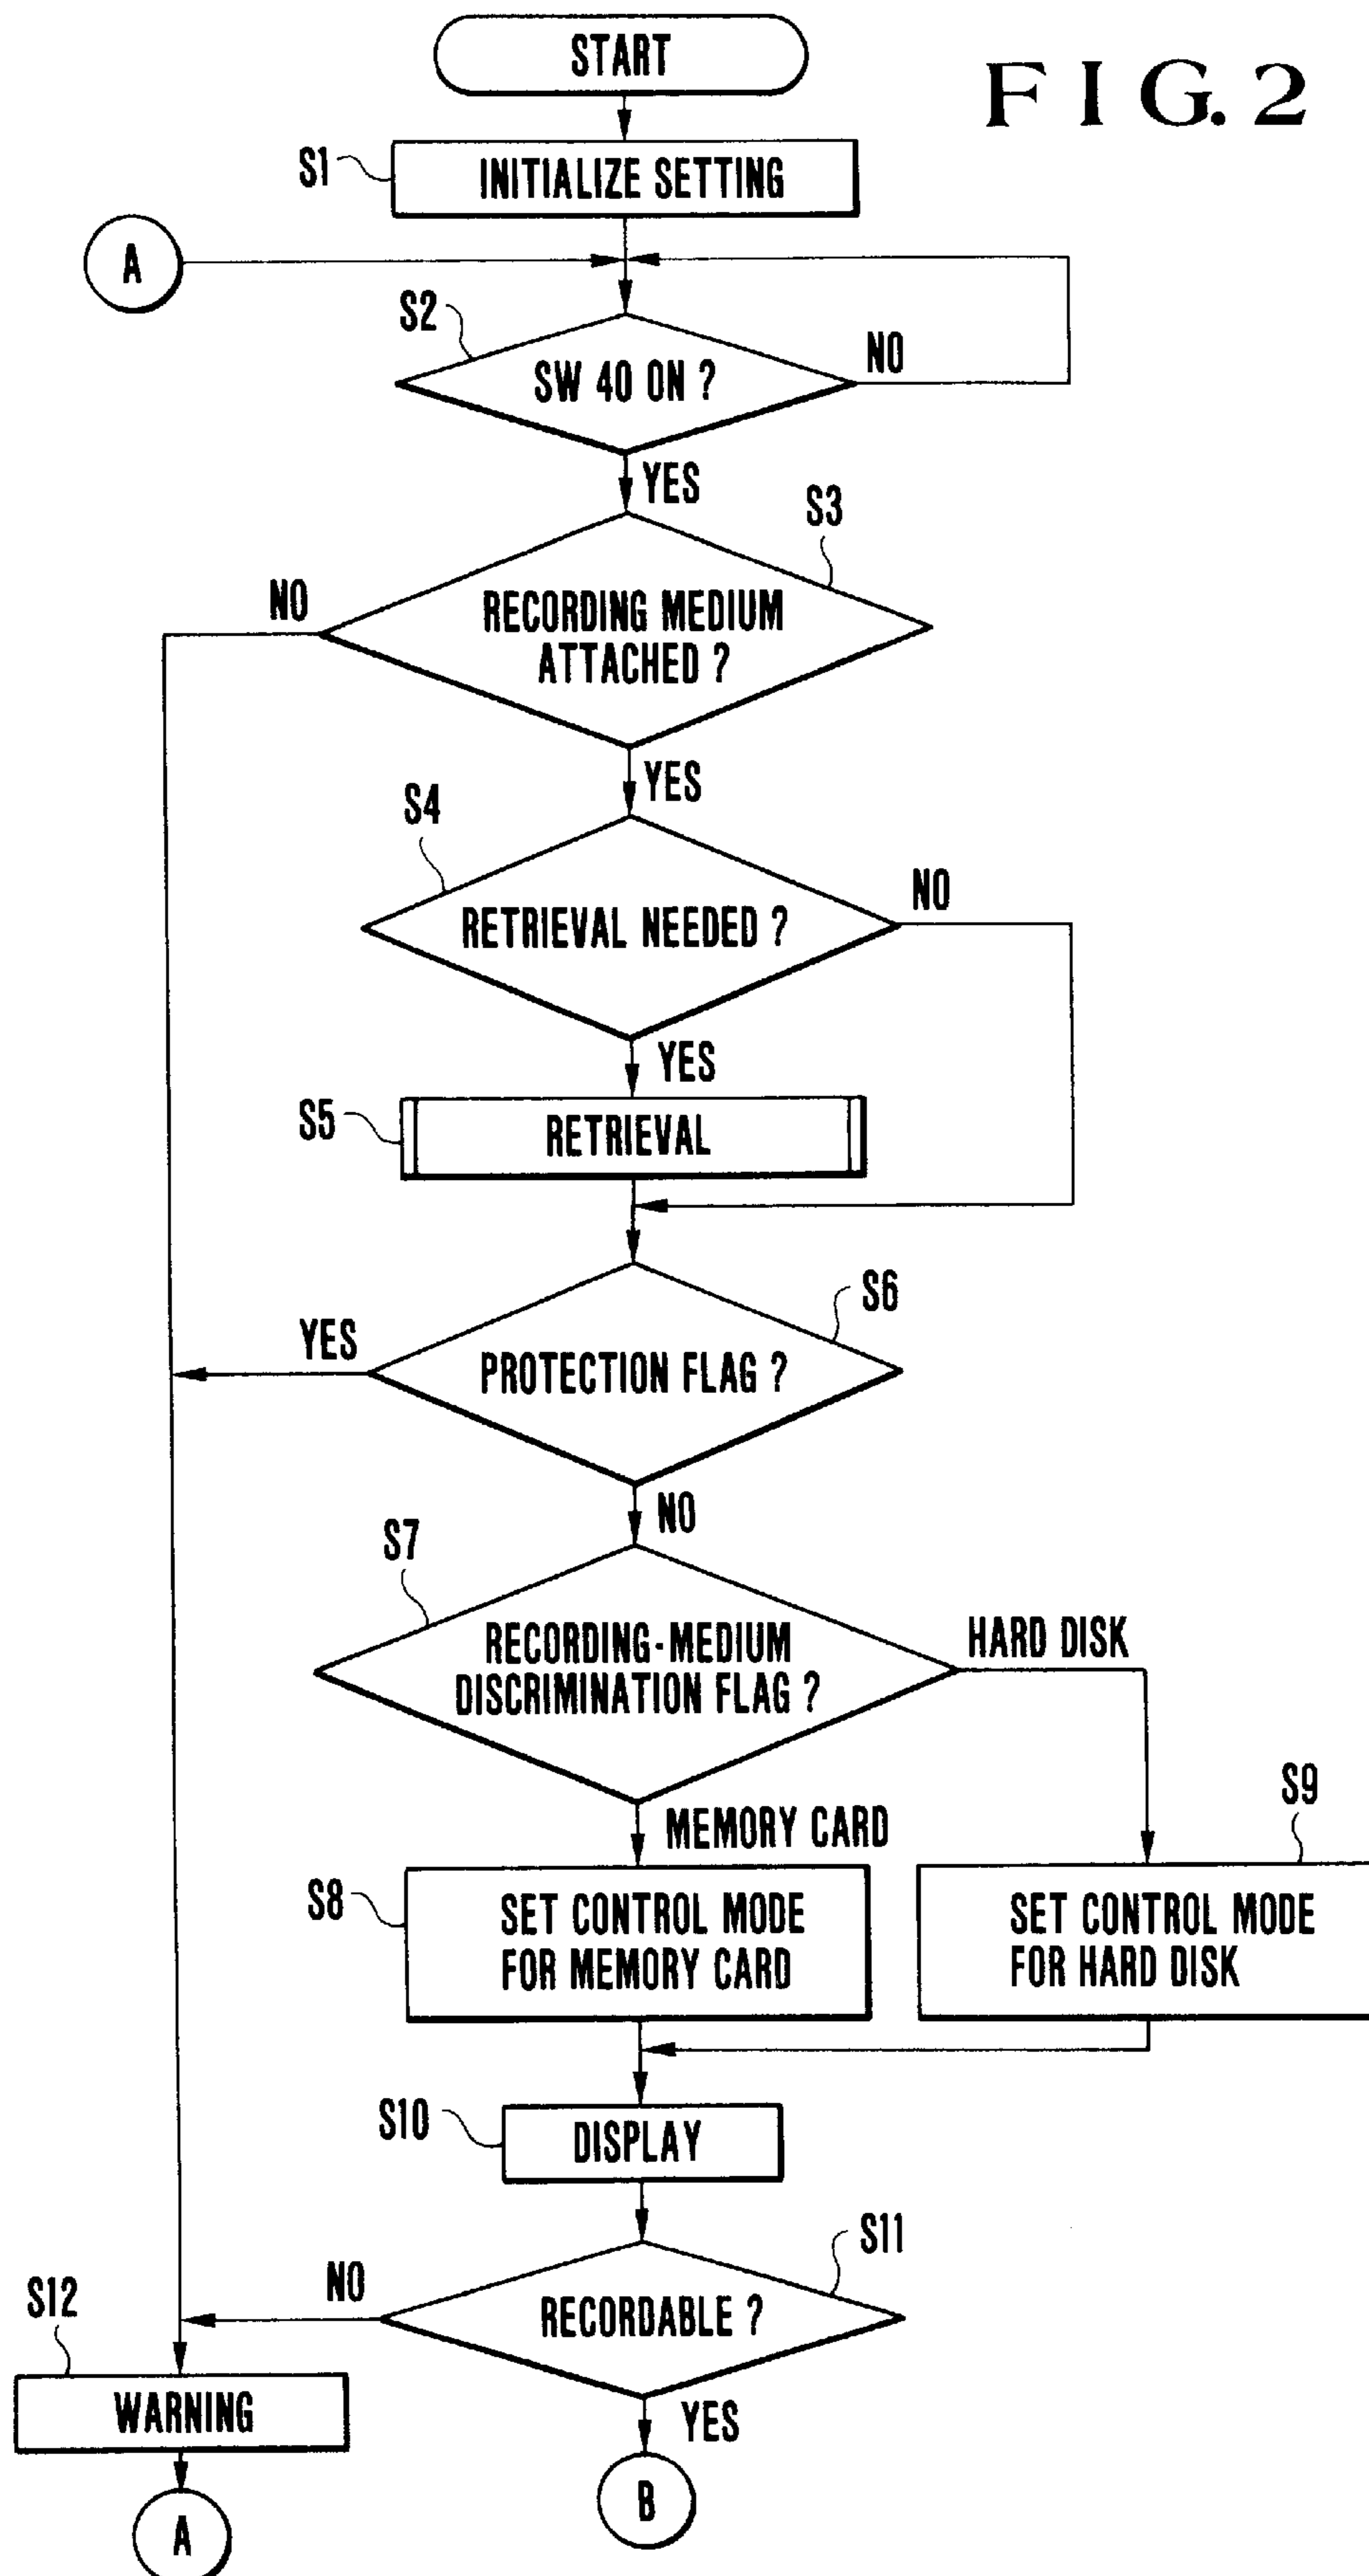 START
FIG. 2
S1
INITIALIZE SETTING
A
S2
SW 40 ON ?
NO
YES
S3
NO
RECORDING MEDIUM
ATTACHED ?
YES
S4
NO
RETRIEVAL NEEDED ?
YES
S5
RETRIEVAL
S6
YES
PROTECTION FLAG ?
NO
S7
HARD DISK
RECORDING-MEDIUM
DISCRIMINATION FLAG ?
MEMORY CARD
S9
S8
SET CONTROL MODE
FOR MEMORY CARD
SET CONTROL MODE
FOR HARD DISK
S10
DISPLAY
S11
NO
RECORDABLE ?
S12
WARNING
YES
B
A